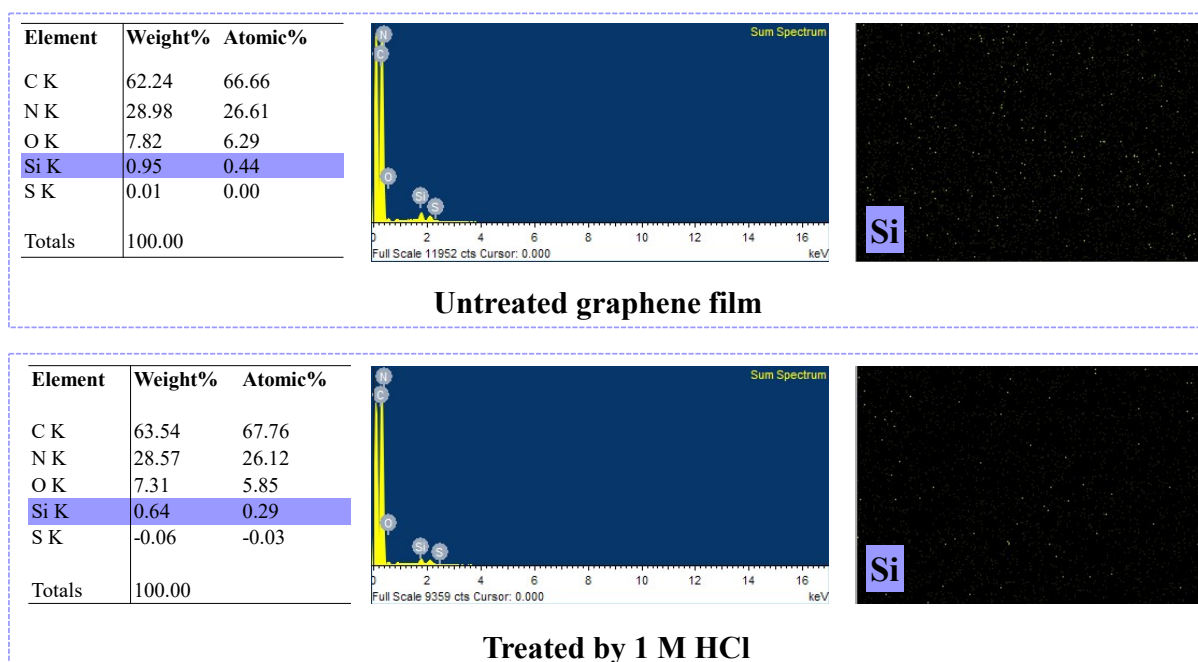 Element Weight% Atomic%
C K 62.24 66.66
N K 28.98 26.61
O K 7.82 6.29
Si K 0.95 0.44
S K 0.01 0.00
Totals 100.00
Sum Spectrum
N
C
O
Si
S
0 2 4 6 8 10 12 14 16
Full Scale 11952 cts Cursor: 0.000 keV
Si
Untreated graphene film
Element Weight% Atomic%
C K 63.54 67.76
N K 28.57 26.12
O K 7.31 5.85
Si K 0.64 0.29
S K -0.06 -0.03
Totals 100.00
Sum Spectrum
N
C
O
Si
S
0 2 4 6 8 10 12 14 16
Full Scale 9359 cts Cursor: 0.000 keV
Si
Treated by 1 M HCl